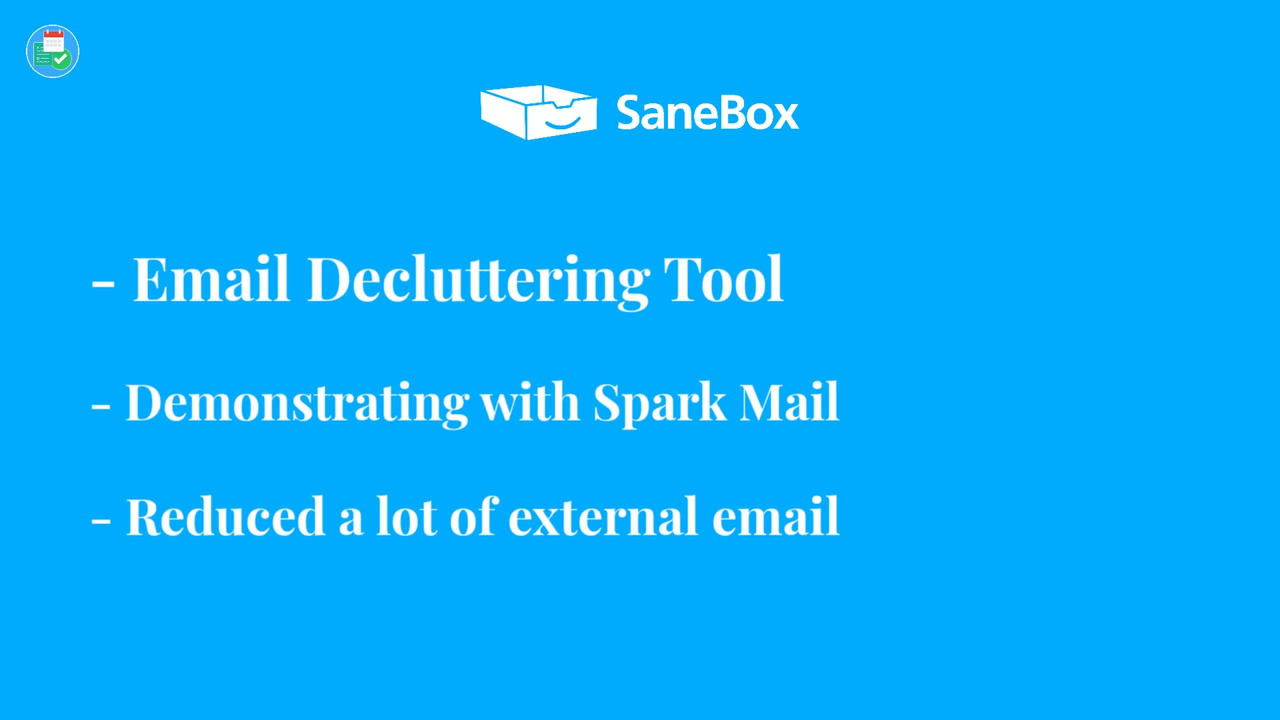 SaneBox
- Email Decluttering Tool
- Demonstrating with Spark Mail
- Reduced a lot of external email